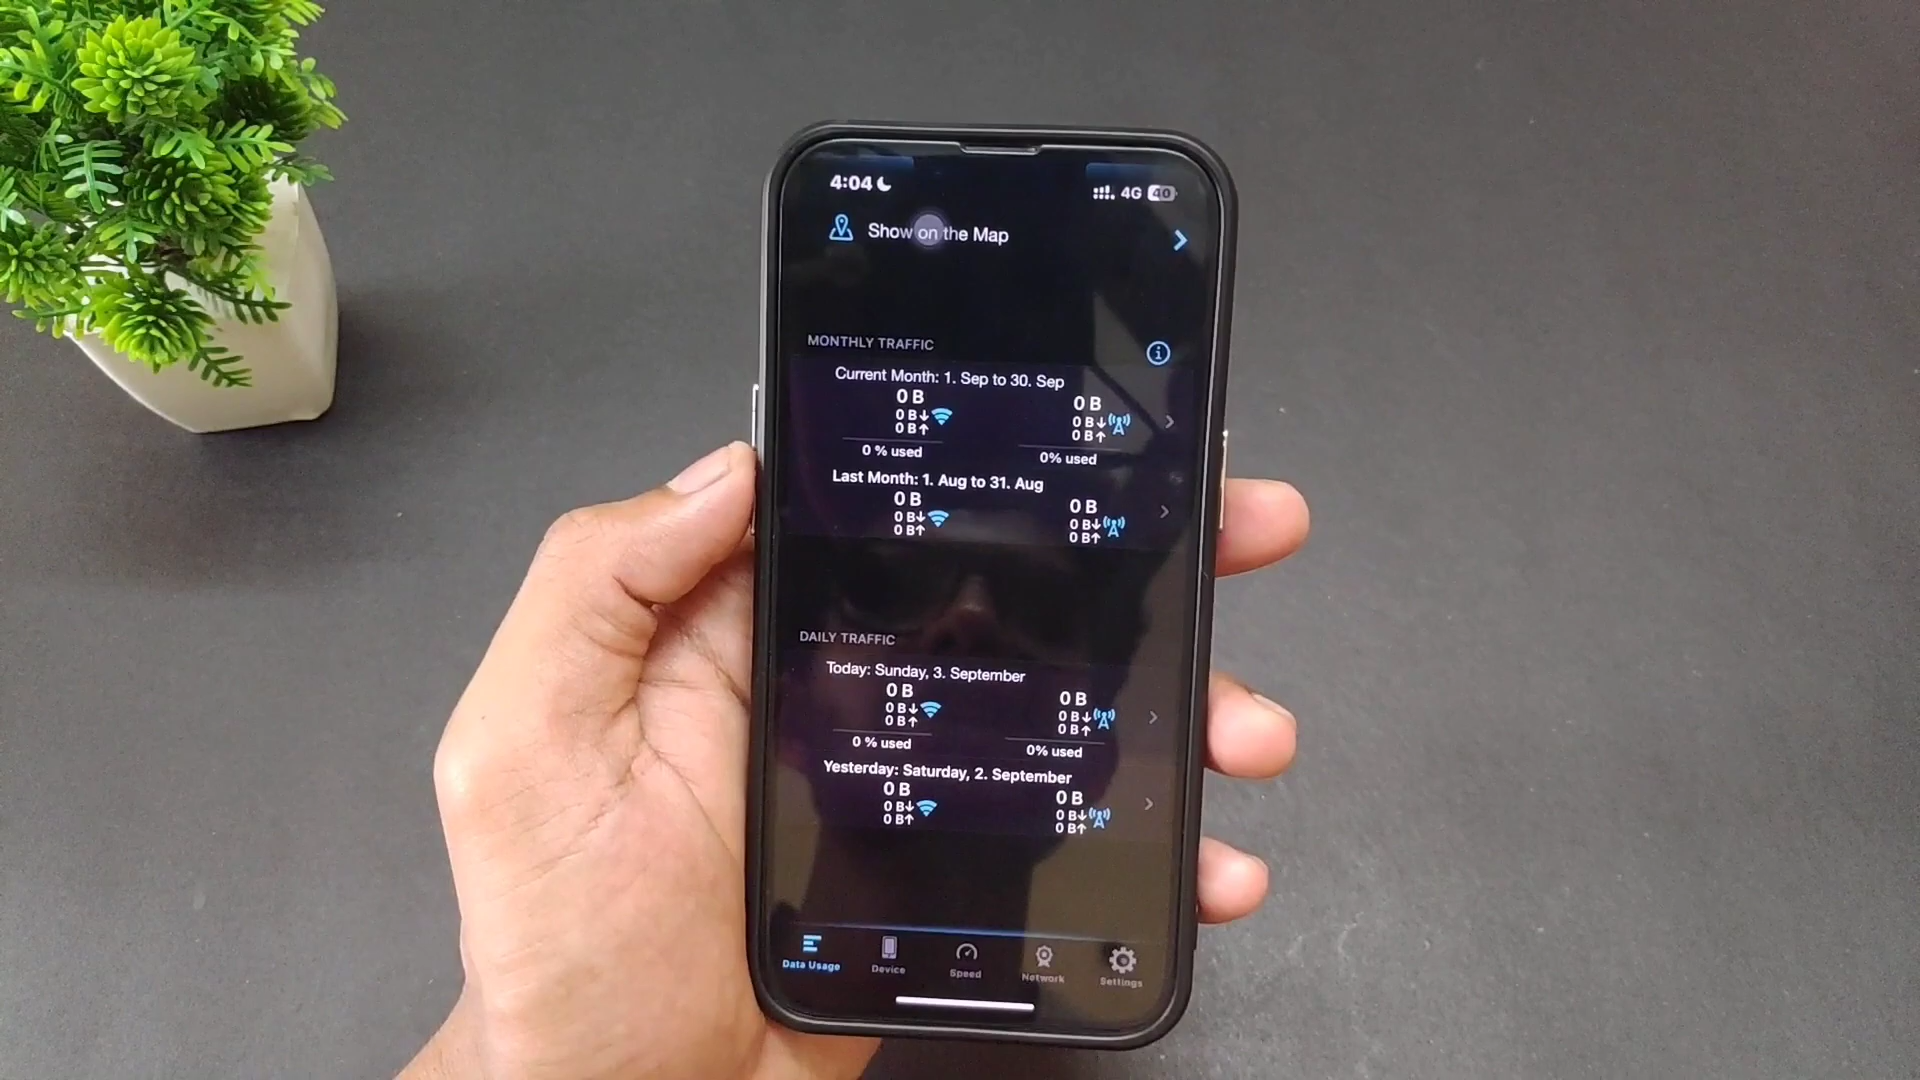 4:04
4G 40
Show on the Map
MONTHLY TRAFFIC
Current Month: 1. Sep to 30. Sep
0 B 0 B
0 B↓ 0 B↓
0 B↑ 0 B↑
0 % used 0% used
Last Month: 1. Aug to 31. Aug
0 B 0 B
0 B↓ 0 B↓
0 B↑ 0 B↑
DAILY TRAFFIC
Today: Sunday, 3. September
0 B 0 B
0 B↓ 0 B↓
0 B↑ 0 B↑
0 % used 0% used
Yesterday: Saturday, 2. September
0 B 0 B
0 B↓ 0 B↓
0 B↑ 0 B↑
Data Usage Device Speed Network Settings